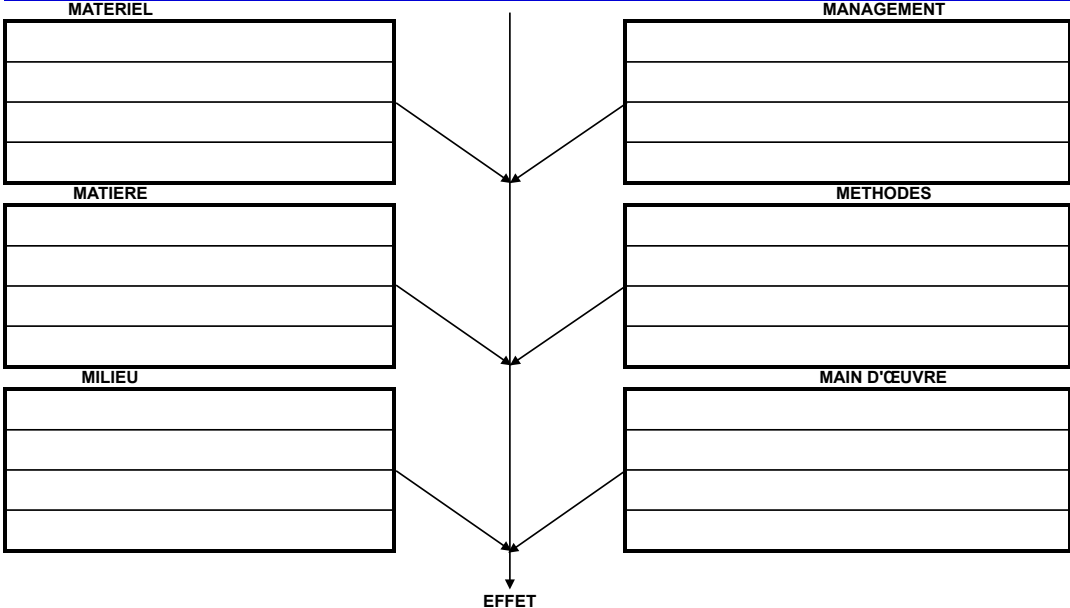 MATERIEL
MANAGEMENT
MATIERE
METHODES
MILIEU
MAIN D'ŒUVRE
EFFET